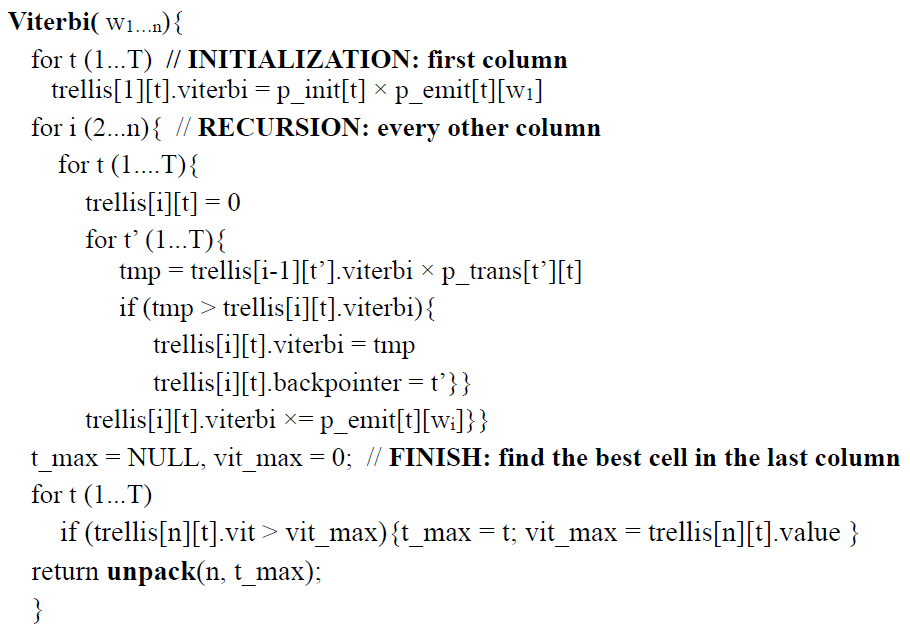 Viterbi( w₁…ₙ){
for t (1...T) // INITIALIZATION: first column
trellis[1][t].viterbi = p_init[t] × p_emit[t][w₁]
for i (2...n){ // RECURSION: every other column
for t (1....T){
trellis[i][t] = 0
for t’ (1...T){
tmp = trellis[i-1][t’].viterbi × p_trans[t’][t]
if (tmp > trellis[i][t].viterbi){
trellis[i][t].viterbi = tmp
trellis[i][t].backpointer = t’}}
trellis[i][t].viterbi ×= p_emit[t][wᵢ]}}
t_max = NULL, vit_max = 0; // FINISH: find the best cell in the last column
for t (1...T)
if (trellis[n][t].vit > vit_max){t_max = t; vit_max = trellis[n][t].value }
return unpack(n, t_max);
}